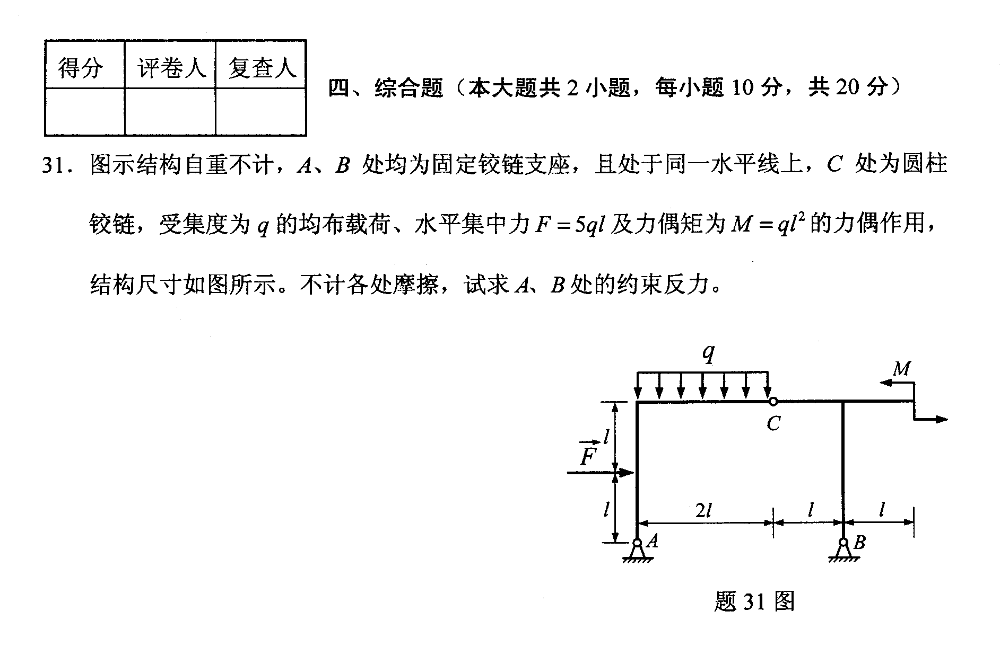 得分 评卷人 复查人
四、综合题（本大题共 2 小题，每小题 10 分，共 20 分）
31. 图示结构自重不计，A、B 处均为固定铰链支座，且处于同一水平线上，C 处为圆柱
铰链，受集度为 q 的均布载荷、水平集中力 F = 5ql 及力偶矩为 M = ql² 的力偶作用，
结构尺寸如图所示。不计各处摩擦，试求 A、B 处的约束反力。
q
M
C
l
F
l
2l
l
l
A
B
题 31 图